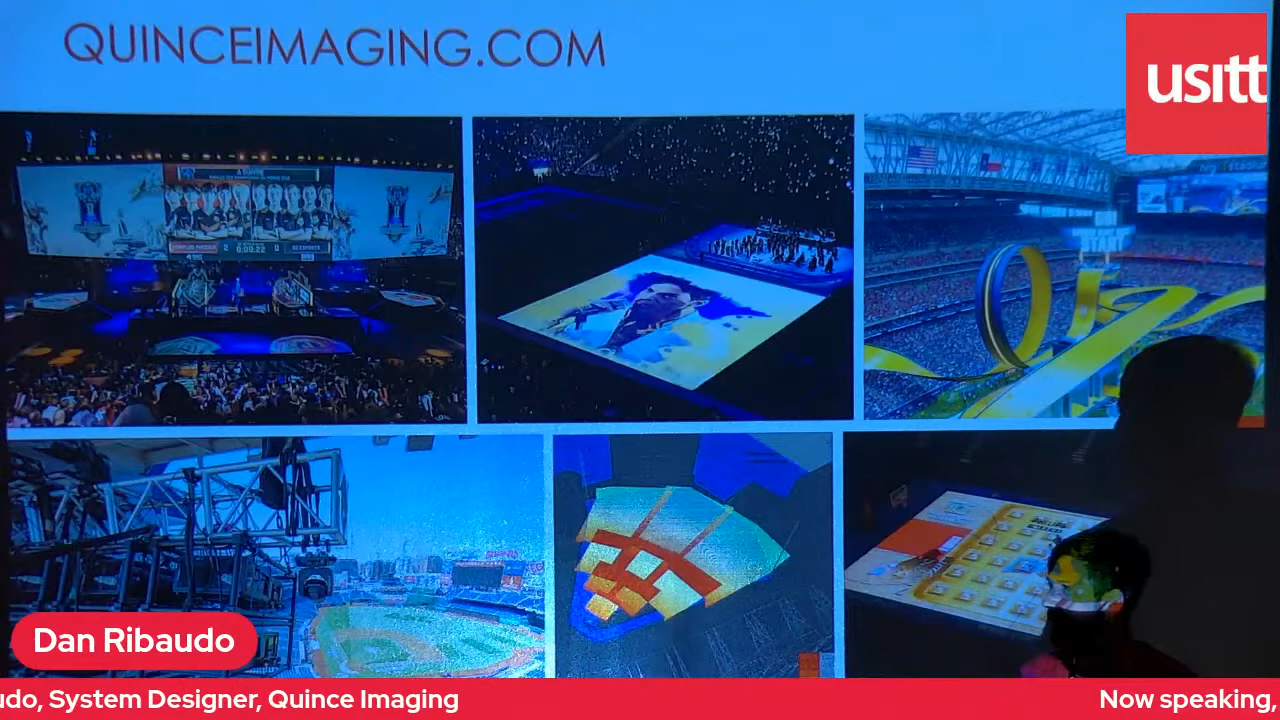 QUINCEIMAGING.COM
usitt
Dan Ribaudo
udo, System Designer, Quince Imaging
Now speaking,